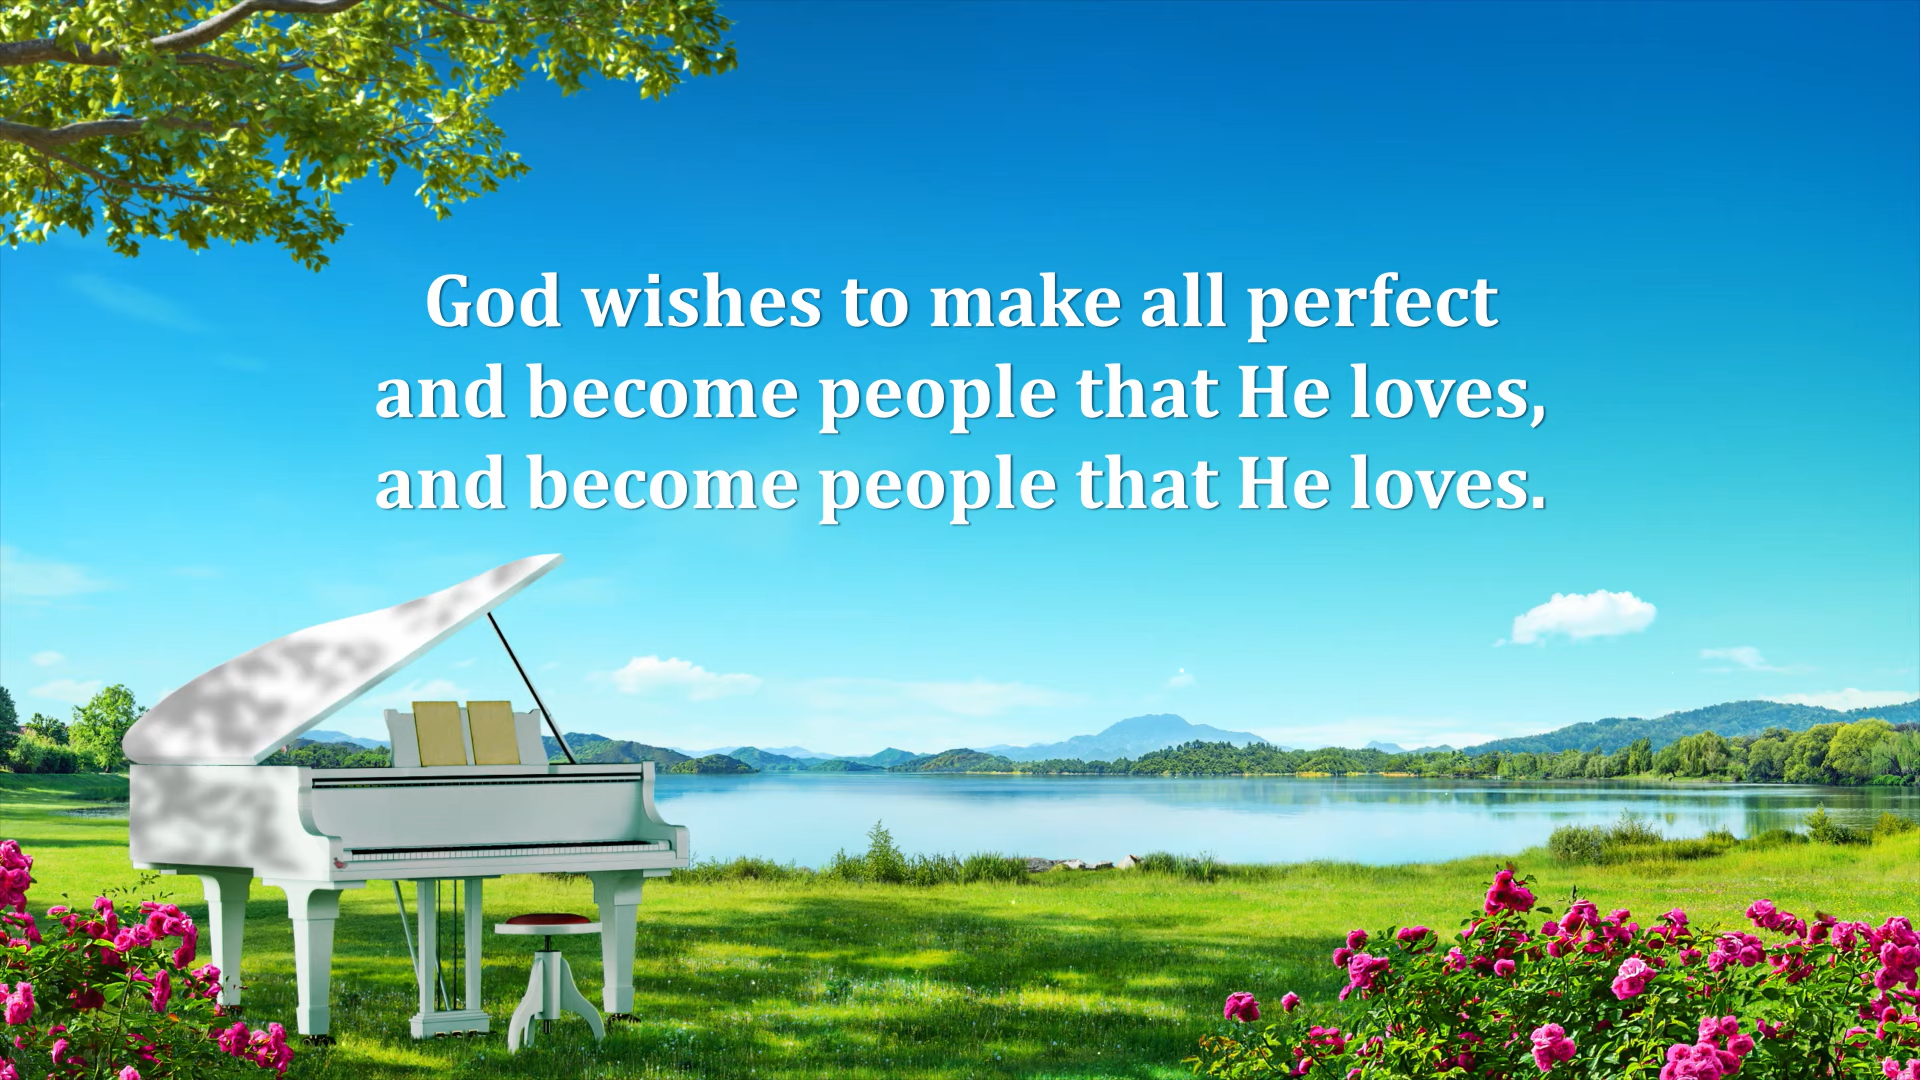 God wishes to make all perfect
and become people that He loves,
and become people that He loves.